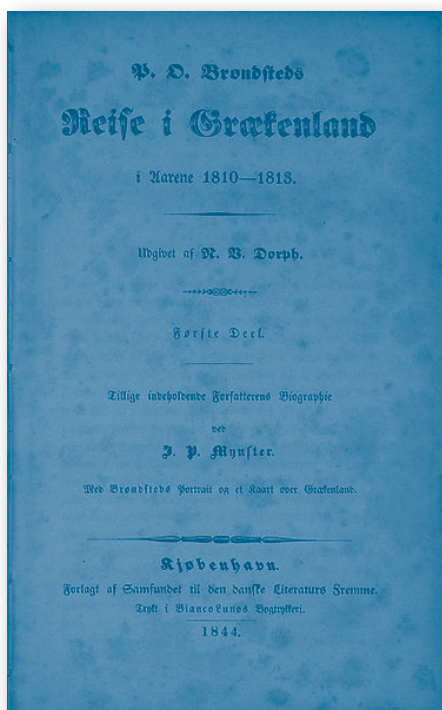 P. O. Brøndsteds
Reise i Grækenland
i Aarene 1810—1813.
Udgivet af N. V. Dorph.
Første Deel.
Tillige indeholdende Forfatterens Biographie
ved
J. P. Mynster.
Med Brøndsteds Portrait og et Kaart over Grækenland.
Kjøbenhavn.
Forlagt af Samfundet til den danske Literaturs Fremme.
Trykt i Bianco Lunos Bogtrykkeri.
1844.